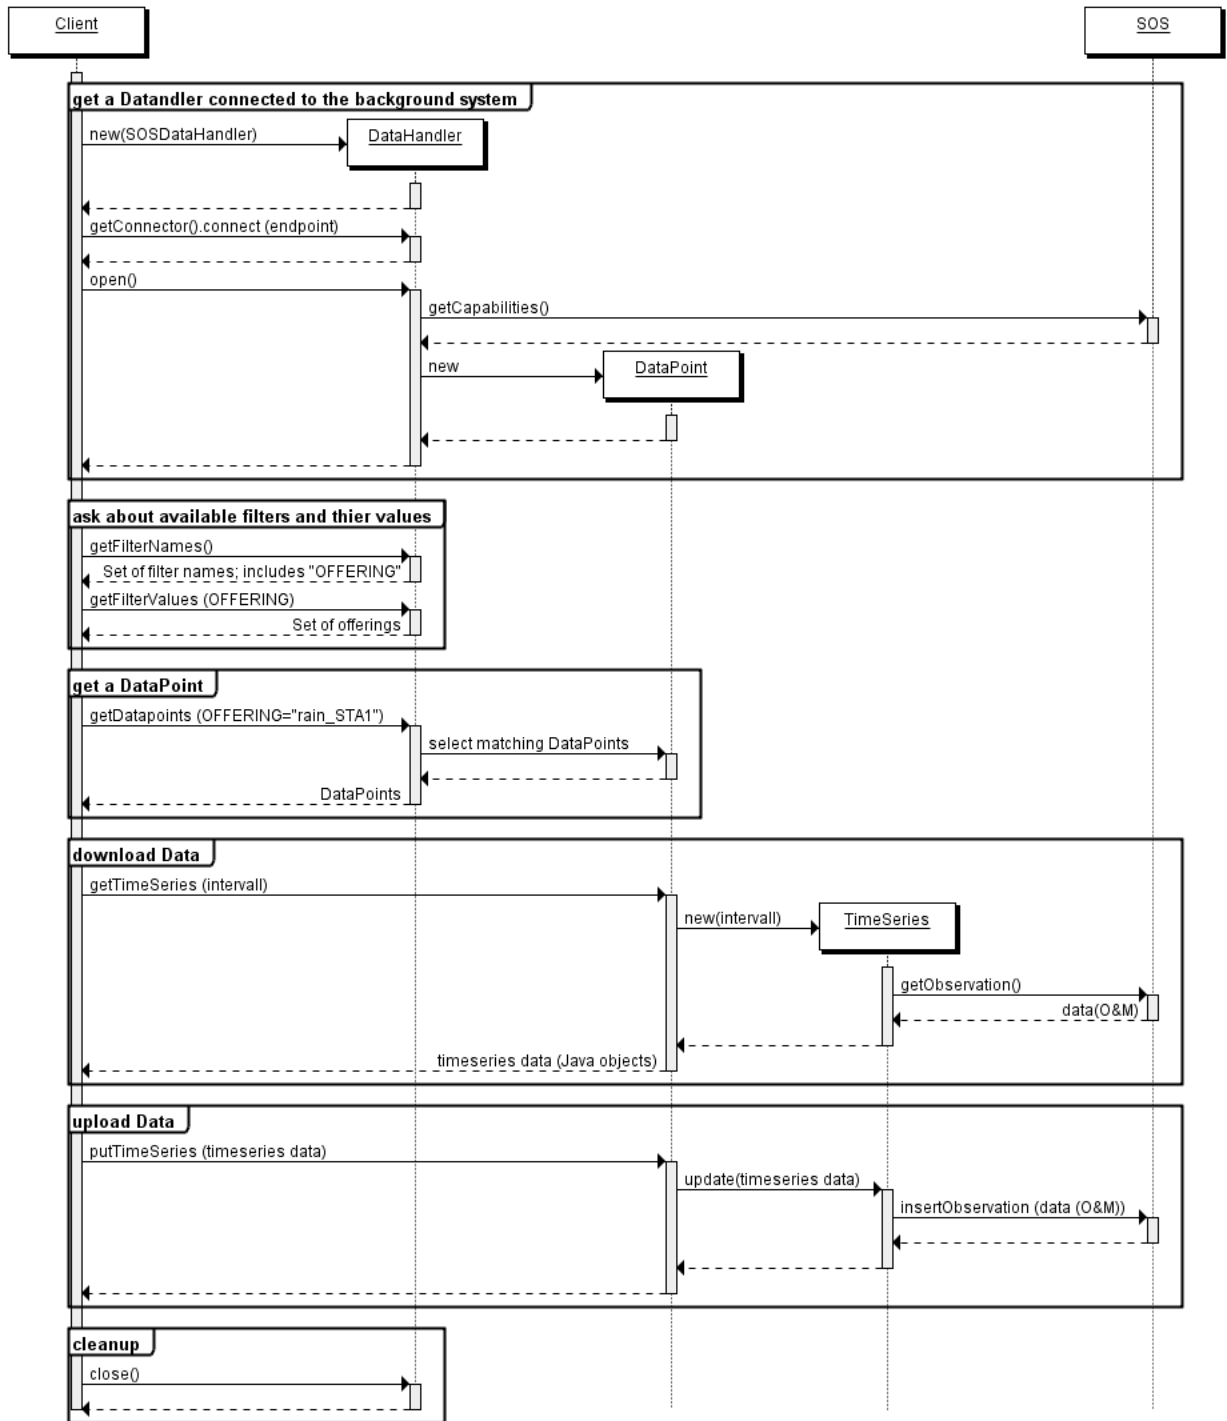 Client
SOS
get a Datandler connected to the background system
new(SOSDataHandler)
DataHandler
getConnector().connect (endpoint)
open()
getCapabilities()
new
DataPoint
ask about available filters and thier values
getFilterNames()
Set of filter names; includes "OFFERING"
getFilterValues (OFFERING)
Set of offerings
get a DataPoint
getDatapoints (OFFERING="rain_STA1")
select matching DataPoints
DataPoints
download Data
getTimeSeries (intervall)
new(intervall)
TimeSeries
getObservation()
data(O&M)
timeseries data (Java objects)
upload Data
putTimeSeries (timeseries data)
update(timeseries data)
insertObservation (data (O&M))
cleanup
close()